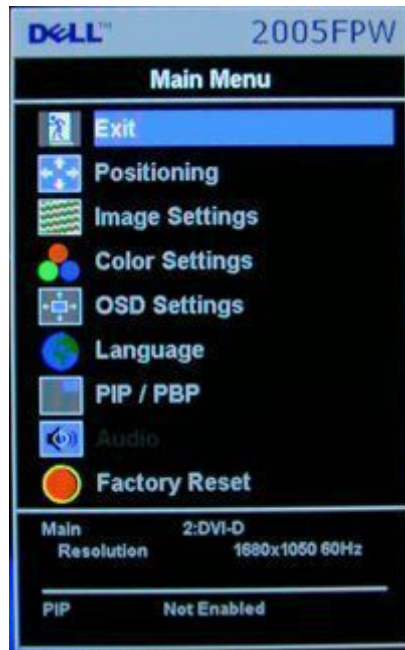 DELL™ 2005FPW
Main Menu
Exit
Positioning
Image Settings
Color Settings
OSD Settings
Language
PIP / PBP
Audio
Factory Reset
Main 2:DVI-D
Resolution 1680x1050 60Hz
PIP Not Enabled